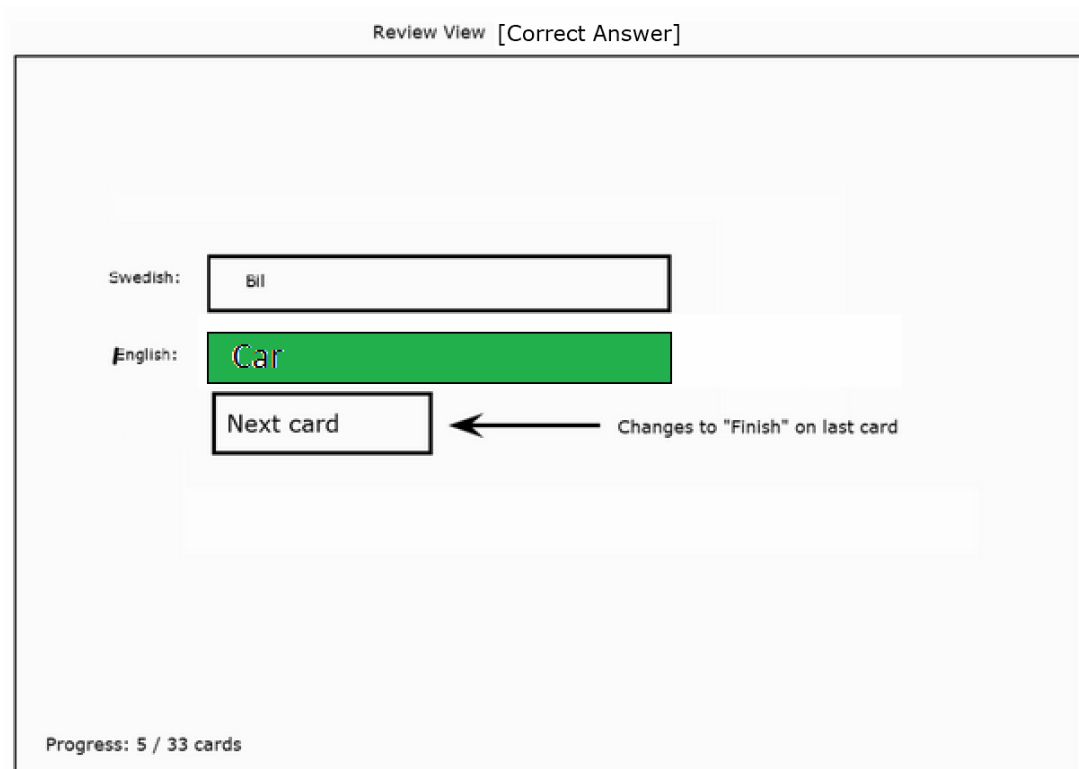 Review View [Correct Answer]
Swedish: Bil
English: Car
Next card
Changes to "Finish" on last card
Progress: 5 / 33 cards